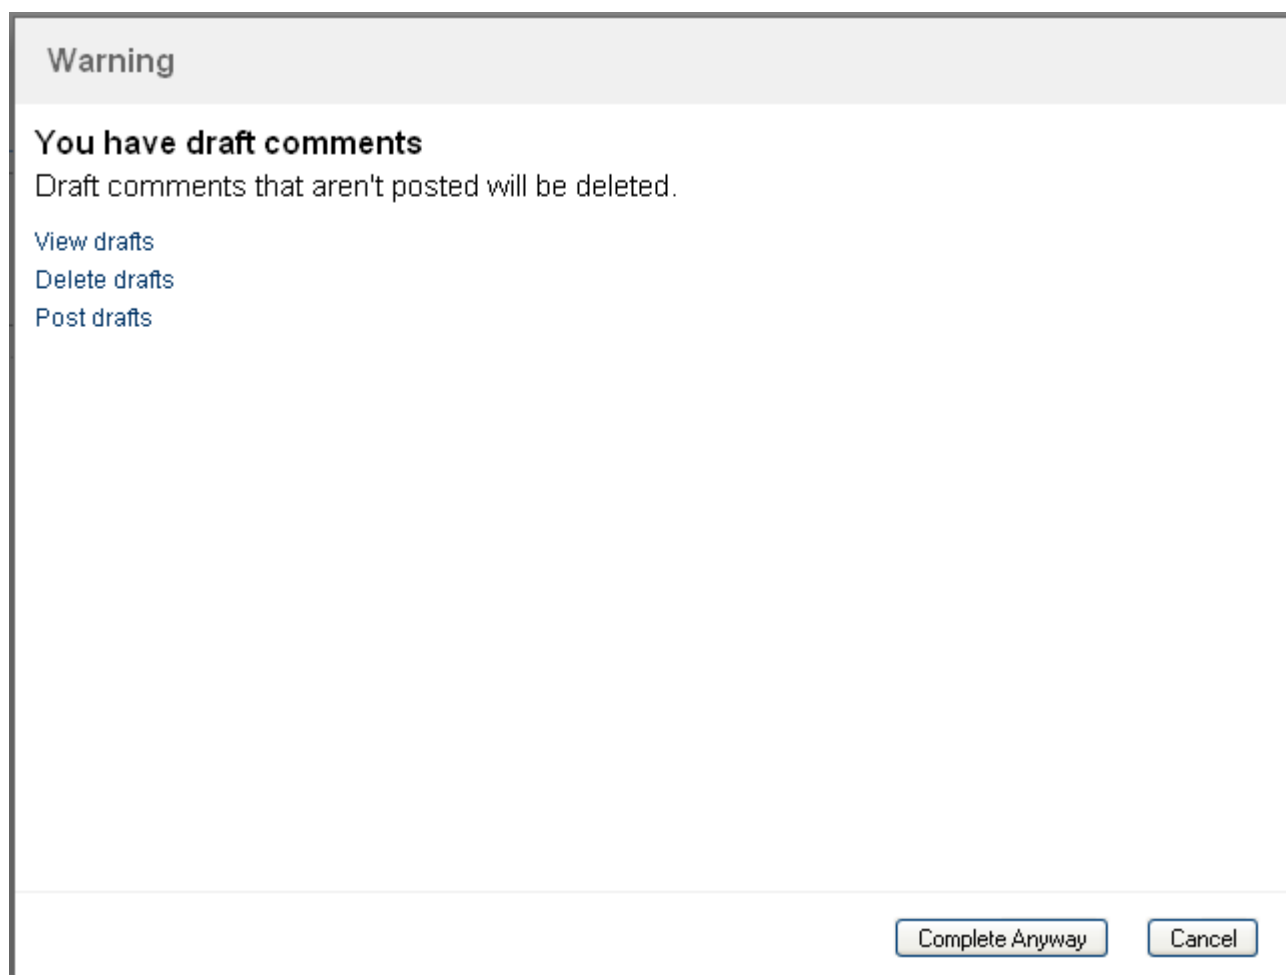 Warning
You have draft comments
Draft comments that aren't posted will be deleted.
View drafts
Delete drafts
Post drafts
Complete Anyway
Cancel